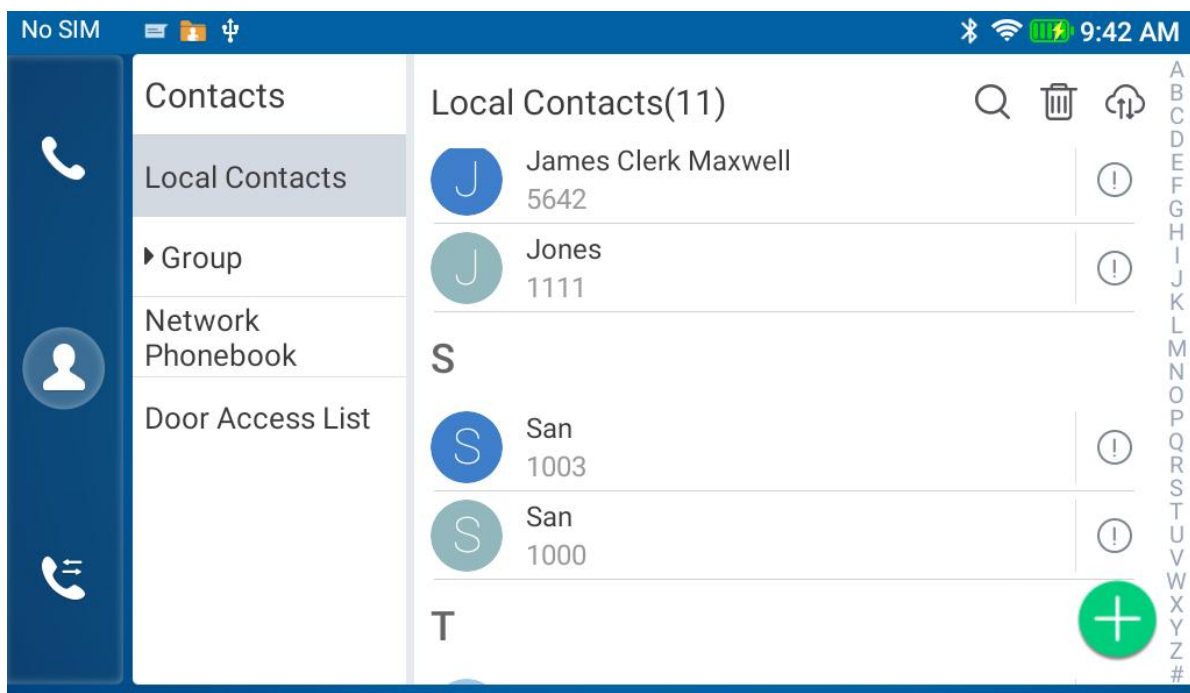 No SIM
9:42 AM
Contacts
Local Contacts
Group
Network
Phonebook
Door Access List
Local Contacts(11)
J
James Clerk Maxwell
5642
J
Jones
1111
S
S
San
1003
S
San
1000
T
A
B
C
D
E
F
G
H
I
J
K
L
M
N
O
P
Q
R
S
T
U
V
W
X
Y
Z
#